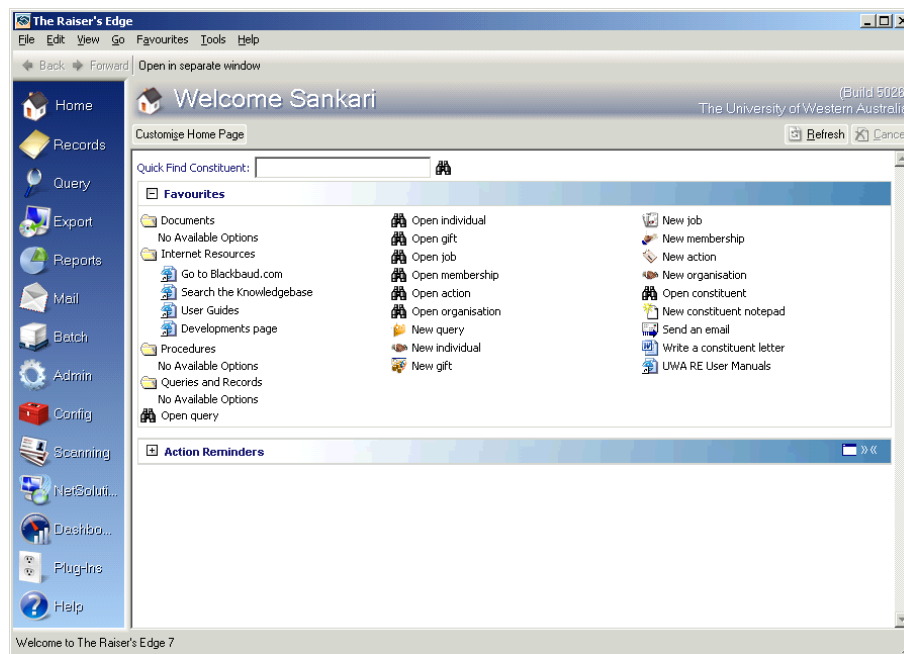 The Raiser's Edge
File Edit View Go Favourites Tools Help
Back Forward Open in separate window
Welcome Sankari
(Build 5028
The University of Western Australia
Customise Home Page
Refresh Cance
Home
Records
Query
Export
Reports
Mail
Batch
Admin
Config
Scanning
NetSoluti...
Dashbo...
Plug-Ins
Help
Quick Find Constituent:
Favourites
Documents
No Available Options
Internet Resources
Go to Blackbaud.com
Search the Knowledgebase
User Guides
Developments page
Procedures
No Available Options
Queries and Records
No Available Options
Open query
Open individual
Open gift
Open job
Open membership
Open action
Open organisation
New query
New individual
New gift
New job
New membership
New action
New organisation
Open constituent
New constituent notepad
Send an email
Write a constituent letter
UWA RE User Manuals
Action Reminders
Welcome to The Raiser's Edge 7